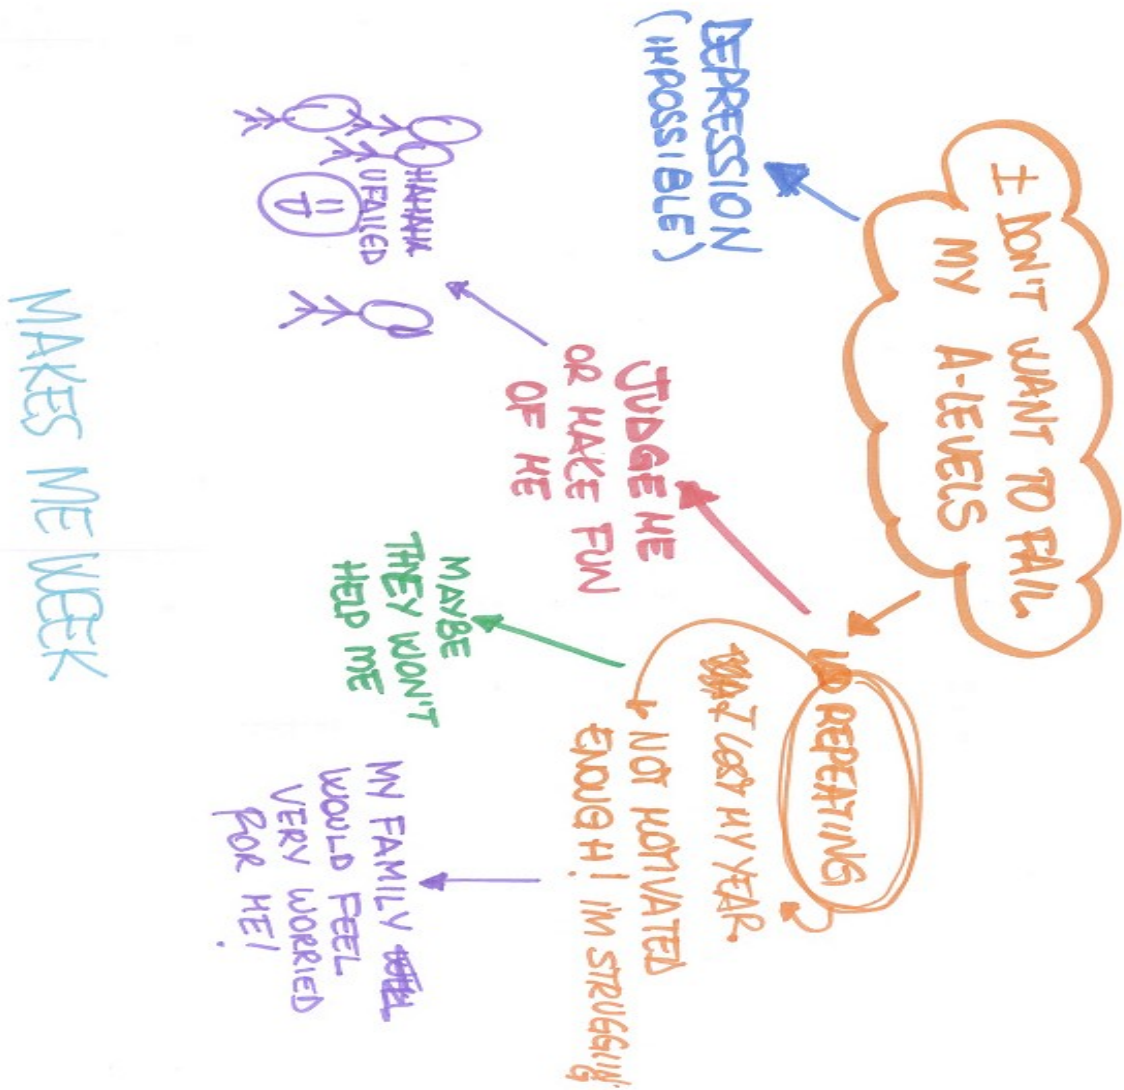 I DON'T WANT TO FAIL
MY A-LEVELS
DEPRESSION
(IMPOSSIBLE)
REPEATING
I LOST MY YEAR.
NOT MOTIVATED
ENOUGH! I'M STRUGGLING
JUDGE ME
OR MAKE FUN
OF ME
HAHAHA
U FAILED
MAYBE
THEY WON'T
HELP ME
MY FAMILY
WOULD FEEL
VERY WORRIED
FOR ME!
MAKES ME WEEK